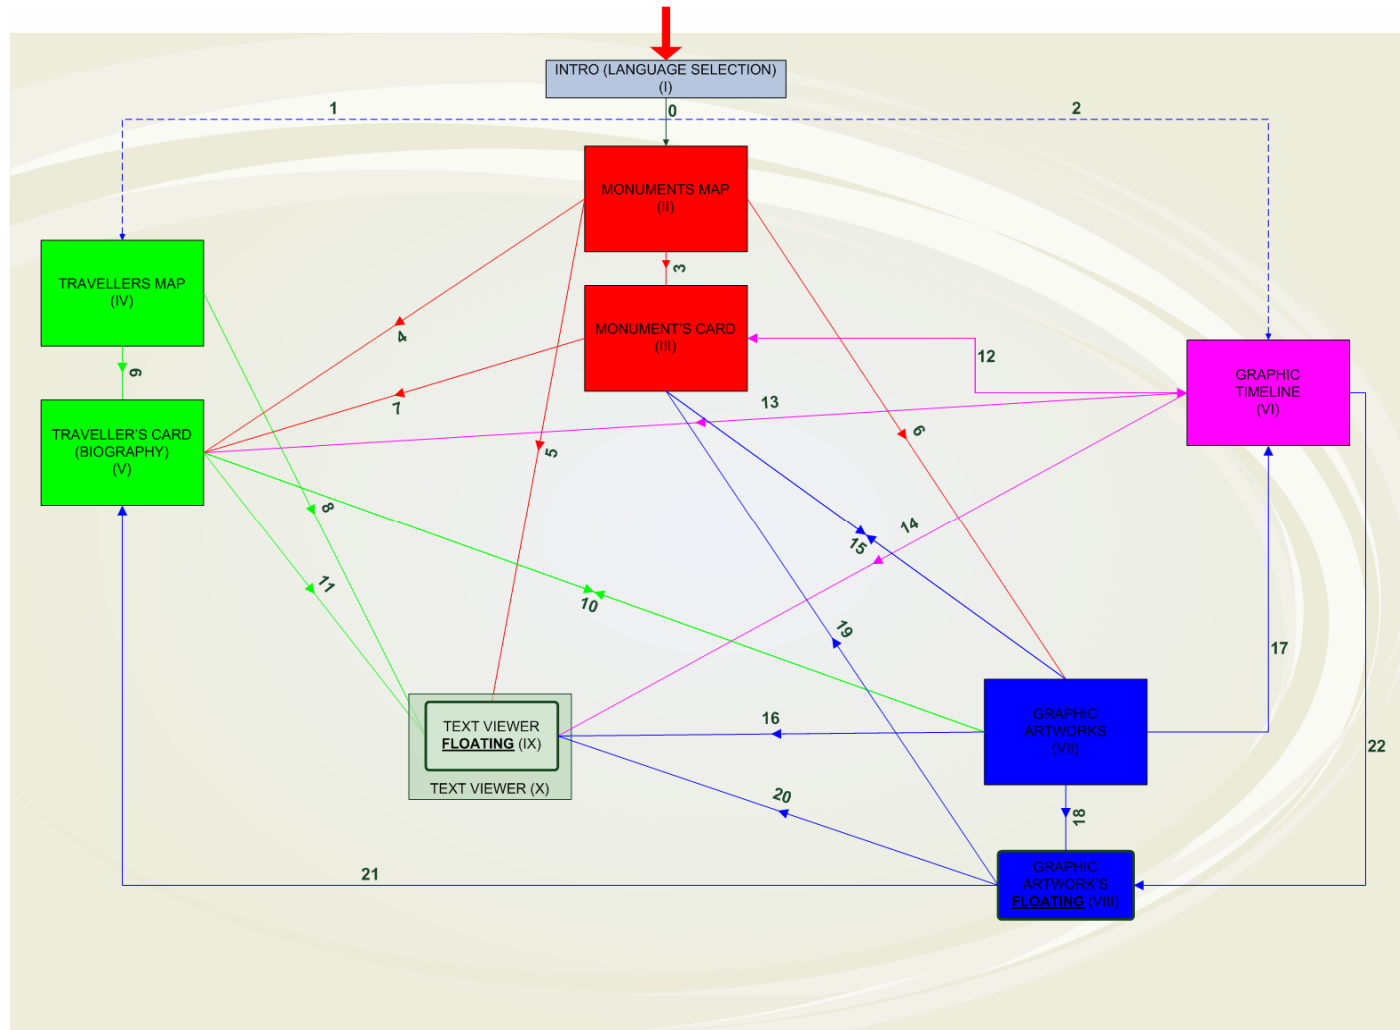 INTRO (LANGUAGE SELECTION)
(I)
1
0
2
MONUMENTS MAP
(II)
3
TRAVELLERS MAP
(IV)
4
MONUMENT'S CARD
(III)
12
GRAPHIC
TIMELINE
(VI)
9
7
13
6
5
TRAVELLER'S CARD
(BIOGRAPHY)
(V)
8
14
15
11
10
19
17
TEXT VIEWER
FLOATING (IX)
TEXT VIEWER (X)
16
GRAPHIC
ARTWORKS
(VII)
22
20
18
21
GRAPHIC
ARTWORK'S
FLOATING (VIII)